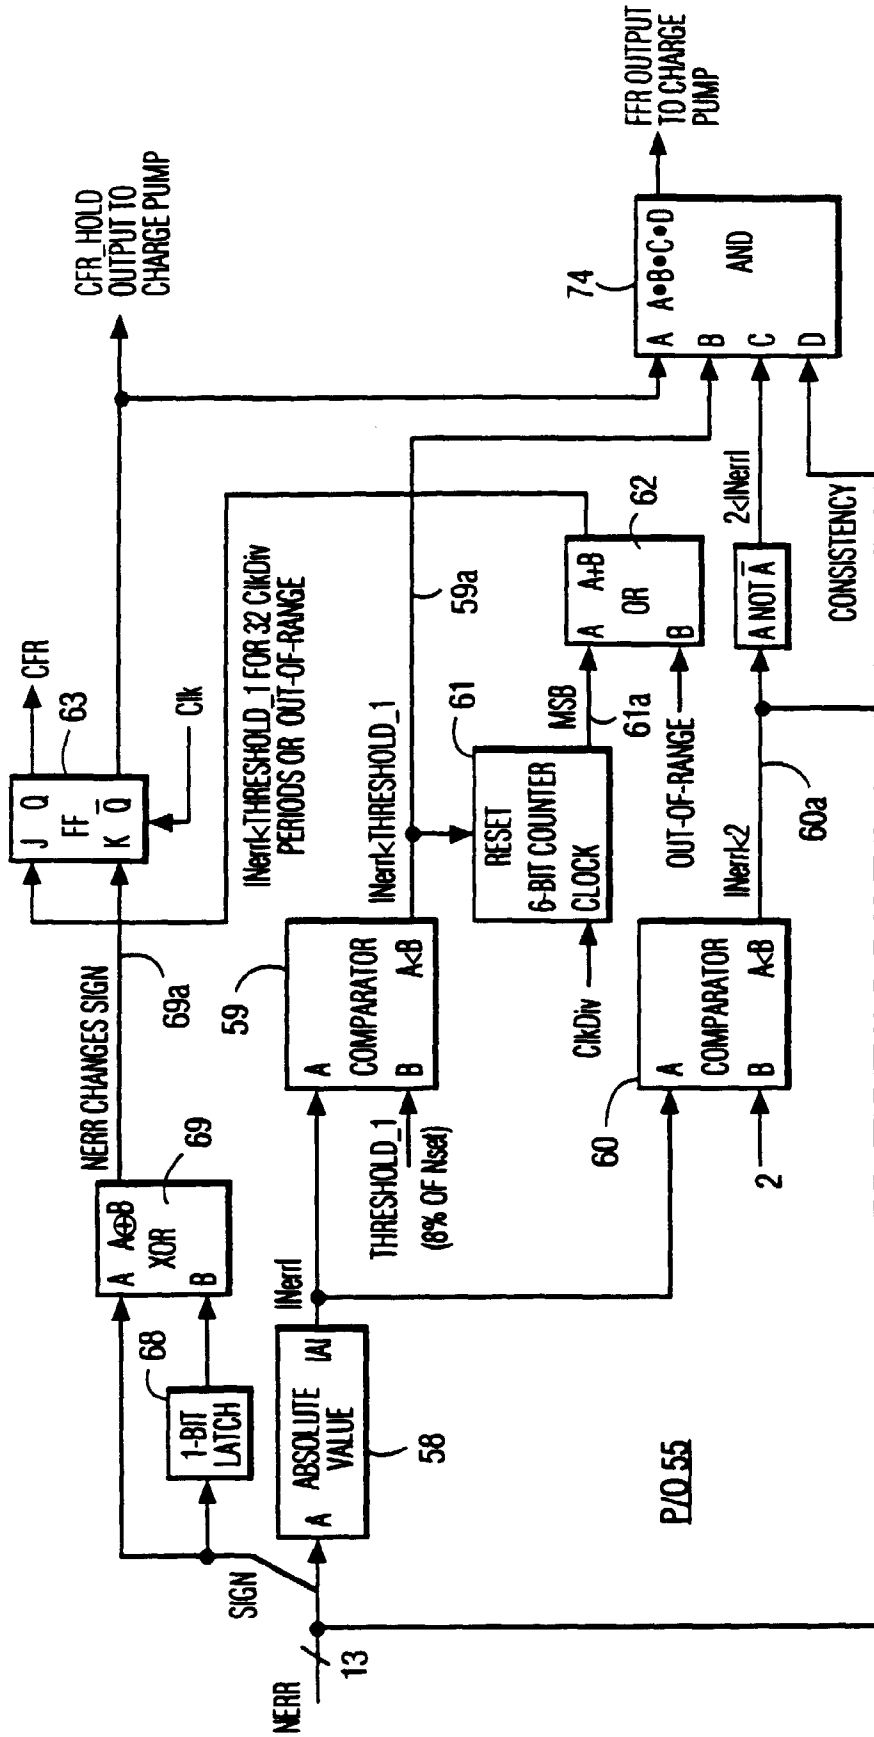 CFR_HOLD
OUTPUT TO
CHARGE PUMP
FFR OUTPUT
TO CHARGE
PUMP
CFR
63
J Q
FF
K Q̅
Clk
NERR CHANGES SIGN
69a
69
A A⊕B
XOR
B
68
1-BIT
LATCH
SIGN
NERR
13
A |A|
ABSOLUTE
VALUE
58
|Nerr|
THRESHOLD_1
(8% OF Nset)
59
A
COMPARATOR
B A<B
|Nerr|<THRESHOLD_1
|Nerr|<THRESHOLD_1 FOR 32 ClkDiv
PERIODS OR OUT-OF-RANGE
59a
61
RESET
6-BIT COUNTER
CLOCK
ClkDiv
MSB
61a
62
A A+B
OR
B
OUT-OF-RANGE
60
A
COMPARATOR
B A<B
2
|Nerr|<2
60a
A NOT A̅
2<|Nerr|
CONSISTENCY
74
A A•B•C•D
B
AND
C
D
P/O 55